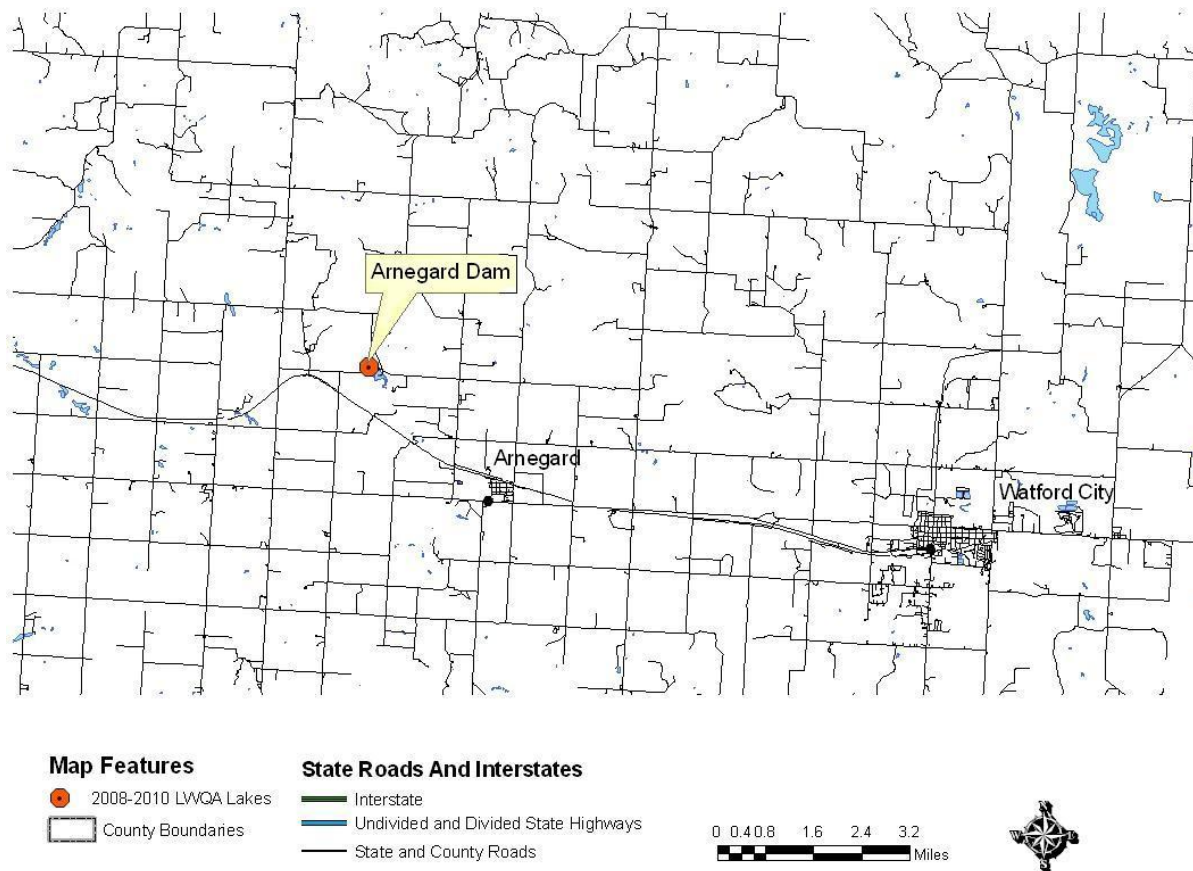 Arnegard Dam
Arnegard
Watford City
Map Features
2008-2010 LWQA Lakes
County Boundaries
State Roads And Interstates
Interstate
Undivided and Divided State Highways
State and County Roads
0 0.4 0.8 1.6 2.4 3.2
Miles
N
W E
S